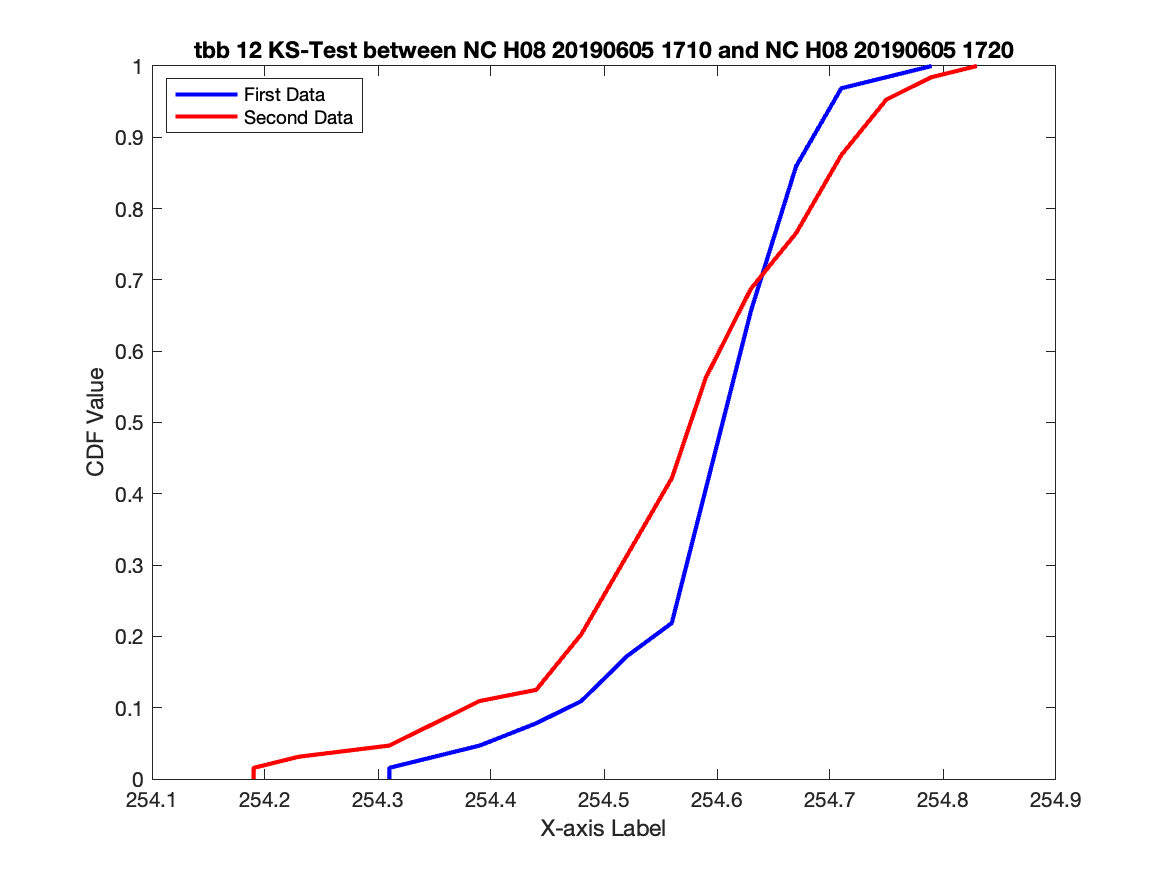 tbb 12 KS-Test between NC H08 20190605 1710 and NC H08 20190605 1720
First Data
Second Data
1
0.9
0.8
0.7
0.6
0.5
0.4
0.3
0.2
0.1
0
CDF Value
254.1 254.2 254.3 254.4 254.5 254.6 254.7 254.8 254.9
X-axis Label